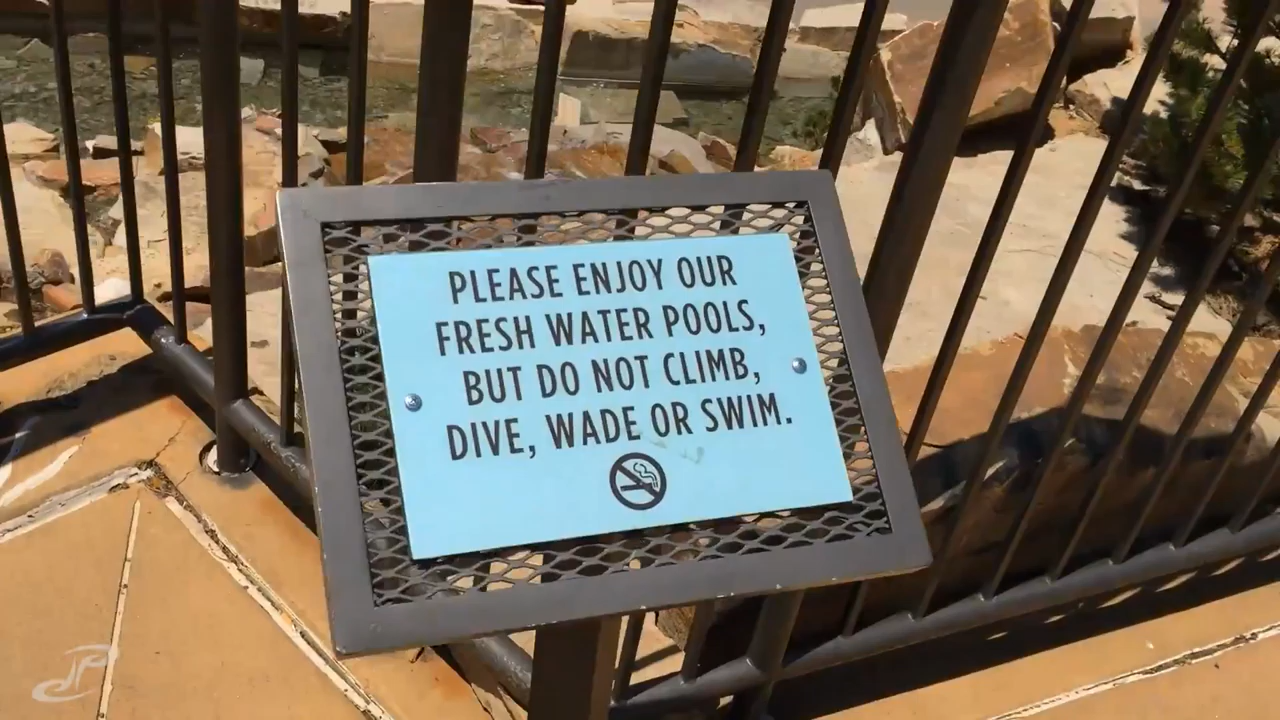 PLEASE ENJOY OUR
FRESH WATER POOLS,
BUT DO NOT CLIMB,
DIVE, WADE OR SWIM.